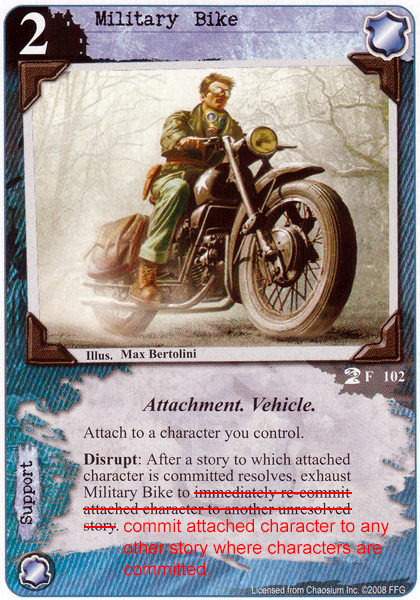 2
Military Bike
Illus. Max Bertolini
F 102
Attachment. Vehicle.
Attach to a character you control.
Disrupt: After a story to which attached
character is committed resolves, exhaust
Military Bike to immediately re-commit
attached character to another unresolved
story. commit attached character to any
other story where characters are
committed.
Support
Licensed from Chaosium Inc. ©2008 FFG